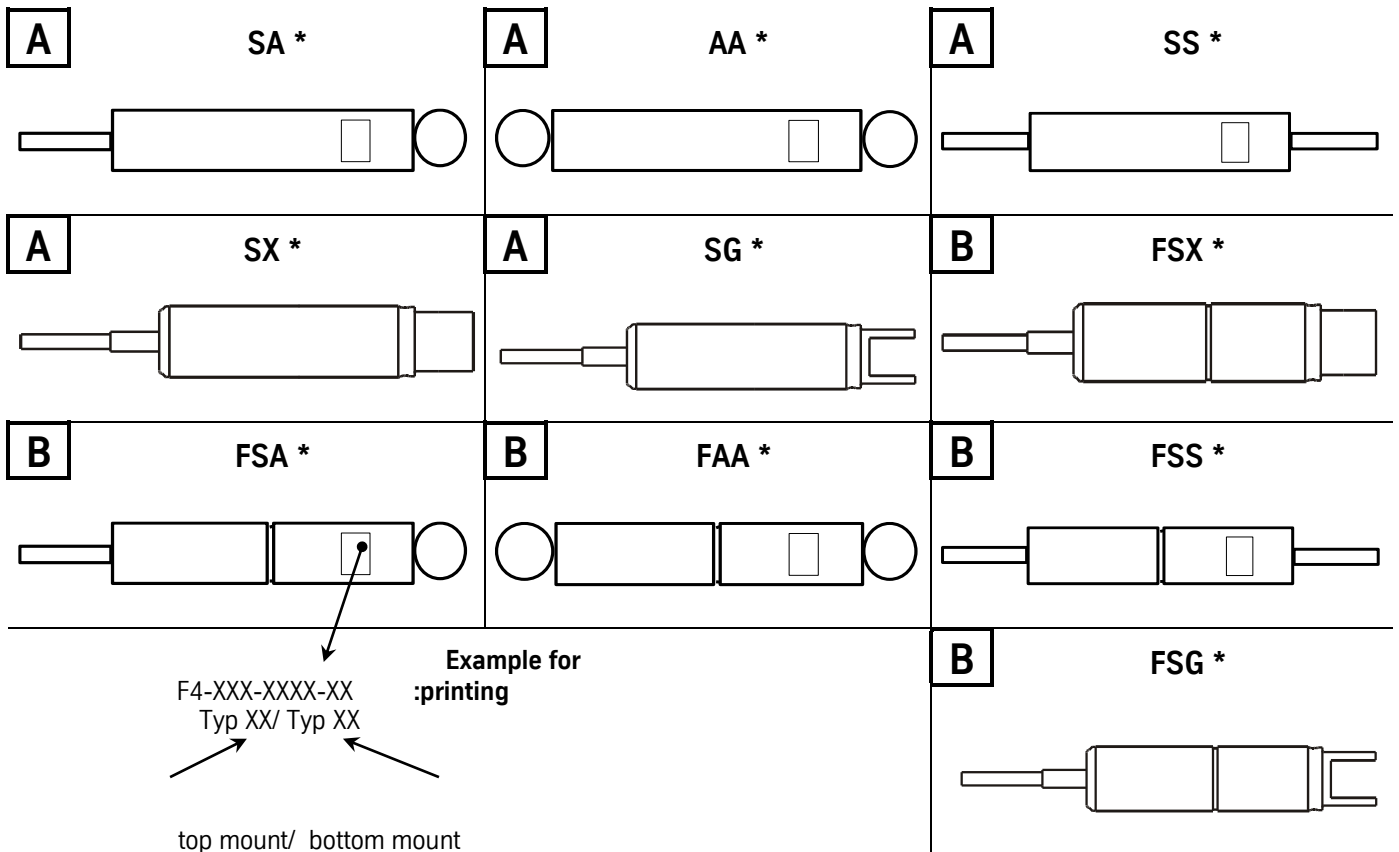 A
SA *
A
AA *
A
SS *
A
SX *
A
SG *
B
FSX *
B
FSA *
B
FAA *
B
FSS *
Example for
:printing
F4-XXX-XXXX-XX
Typ XX/ Typ XX
top mount/ bottom mount
B
FSG *